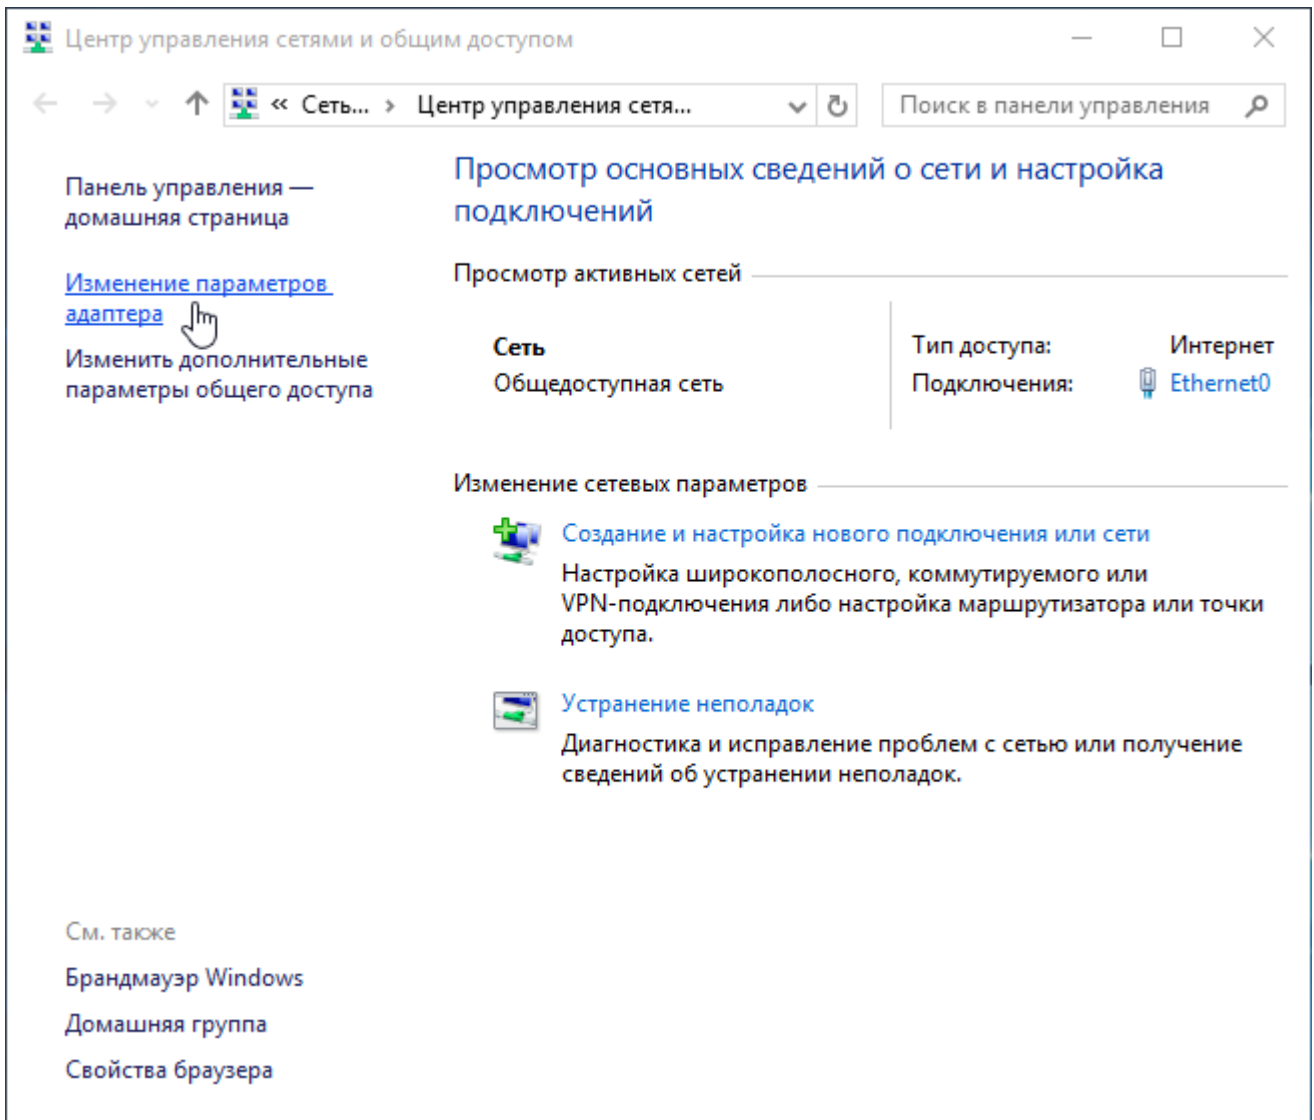 Центр управления сетями и общим доступом
« Сеть... › Центр управления сетя...
Поиск в панели управления
Панель управления —
домашняя страница
Изменение параметров
адаптера
Изменить дополнительные
параметры общего доступа
Просмотр основных сведений о сети и настройка
подключений
Просмотр активных сетей
Сеть
Общедоступная сеть
Тип доступа: Интернет
Подключения: Ethernet0
Изменение сетевых параметров
Создание и настройка нового подключения или сети
Настройка широкополосного, коммутируемого или
VPN-подключения либо настройка маршрутизатора или точки
доступа.
Устранение неполадок
Диагностика и исправление проблем с сетью или получение
сведений об устранении неполадок.
См. также
Брандмауэр Windows
Домашняя группа
Свойства браузера